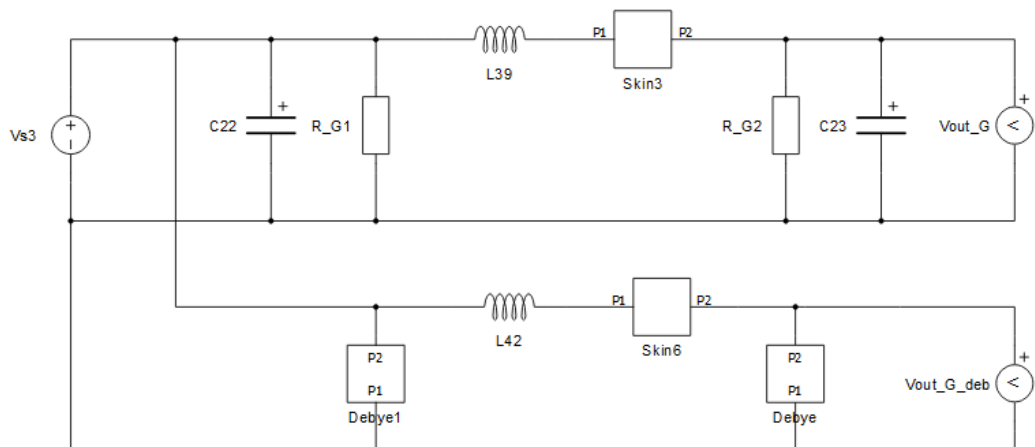 P1
P2
L39
Skin3
Vs3
+
C22
+
R_G1
R_G2
C23
+
Vout_G
+
P1
P2
L42
Skin6
P2
P1
Debye1
P2
P1
Debye
Vout_G_deb
+